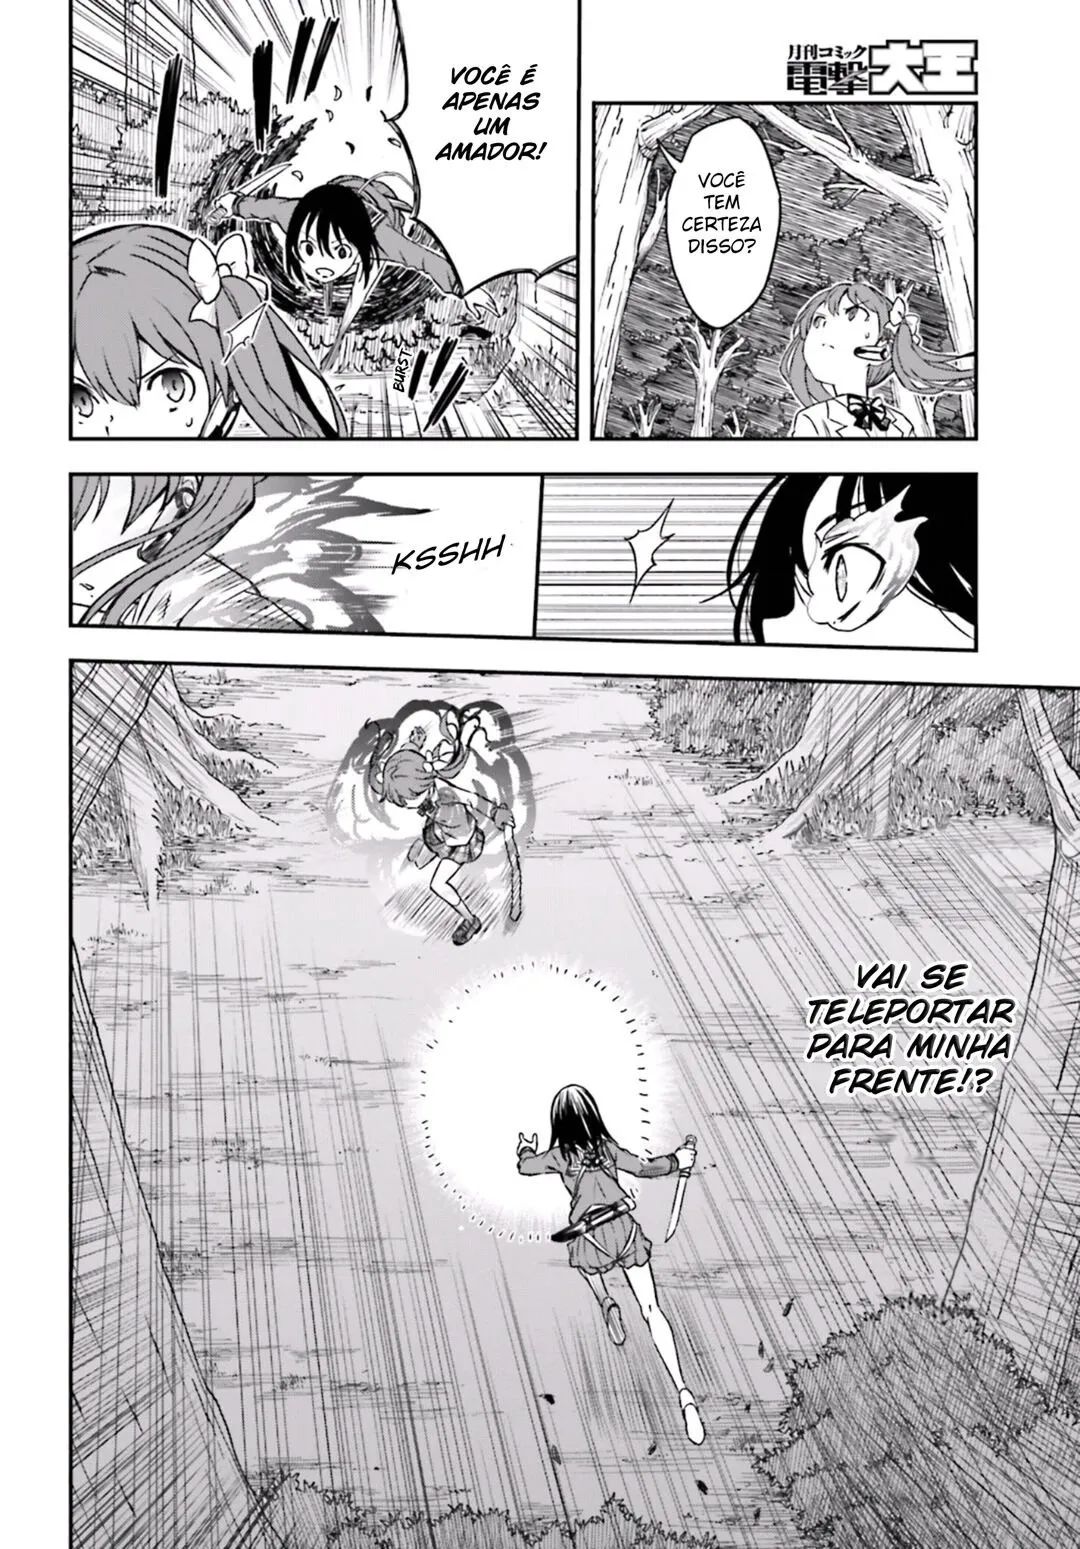 月刊コミック
電撃大王
VOCÊ
TEM
CERTEZA
DISSO?
VOCÊ É
APENAS
UM
AMADOR!
BURST!
KSSHH
VAI SE
TELEPORTAR
PARA MINHA
FRENTE!?